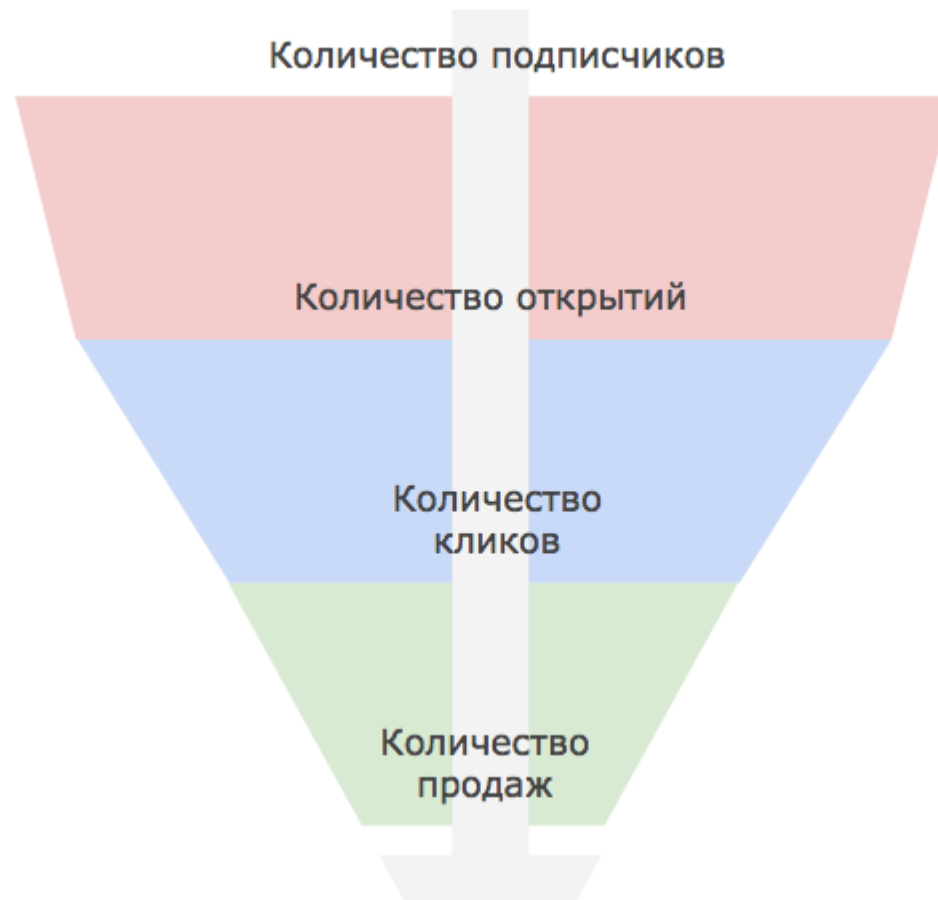 Количество подписчиков
Количество открытий
Количество
кликов
Количество
продаж